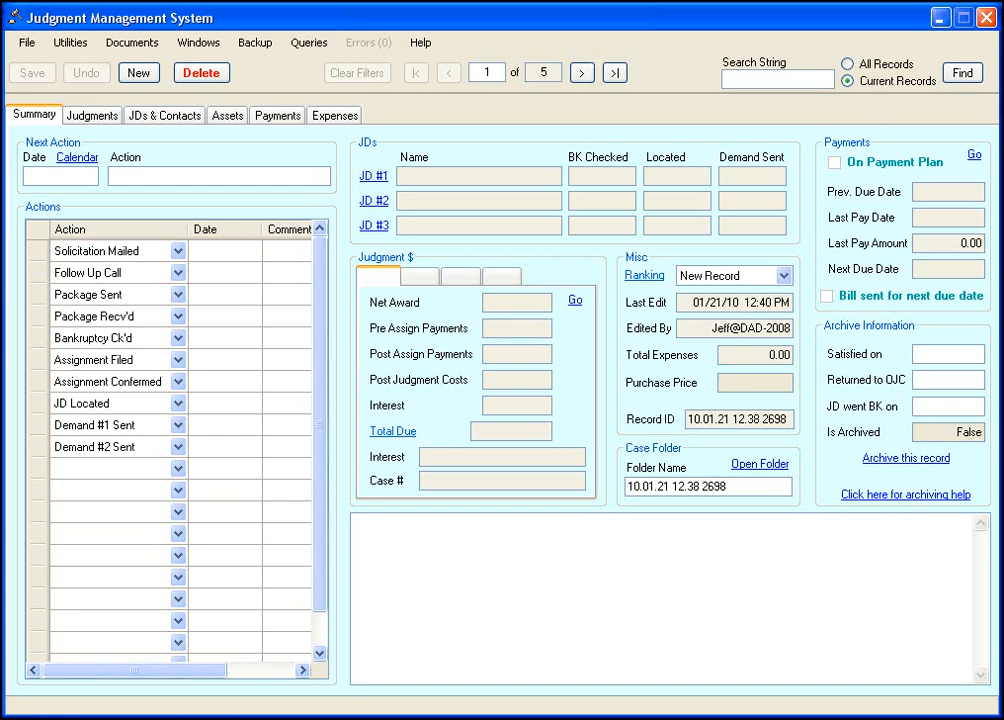 Judgment Management System
File Utilities Documents Windows Backup Queries Errors (0) Help
Save Undo New Delete Clear Filters |< < 1 of 5 > >| Search String All Records Current Records Find
Summary Judgments JDs & Contacts Assets Payments Expenses
Next Action
Date Calendar Action
Actions
Action Date Comment
Solicitation Mailed
Follow Up Call
Package Sent
Package Recv'd
Bankruptcy Ck'd
Assignment Filed
Assignment Confermed
JD Located
Demand #1 Sent
Demand #2 Sent
JDs
Name BK Checked Located Demand Sent
JD #1
JD #2
JD #3
Judgment $
Net Award Go
Pre Assign Payments
Post Assign Payments
Post Judgment Costs
Interest
Total Due
Interest
Case #
Misc
Ranking New Record
Last Edit 01/21/10 12:40 PM
Edited By Jeff@DAD-2008
Total Expenses 0.00
Purchase Price
Record ID 10.01.21 12.38 2698
Case Folder
Folder Name Open Folder
10.01.21 12.38 2698
Payments
On Payment Plan Go
Prev. Due Date
Last Pay Date
Last Pay Amount 0.00
Next Due Date
Bill sent for next due date
Archive Information
Satisfied on
Returned to OJC
JD went BK on
Is Archived False
Archive this record
Click here for archiving help